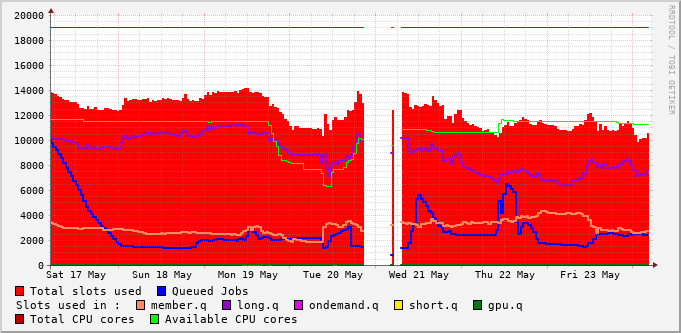 20000
18000
16000
14000
12000
10000
8000
6000
4000
2000
0
Sat 17 May Sun 18 May Mon 19 May Tue 20 May Wed 21 May Thu 22 May Fri 23 May
Total slots used Queued Jobs
Slots used in : member.q long.q ondemand.q short.q gpu.q
Total CPU cores Available CPU cores
RRDTOOL / TOBI OETIKER